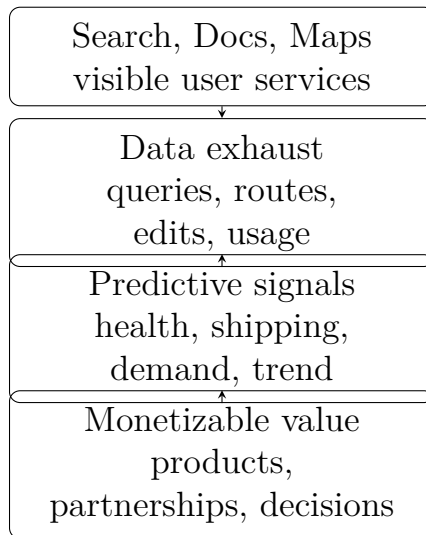 Search, Docs, Maps
visible user services
Data exhaust
queries, routes,
edits, usage
Predictive signals
health, shipping,
demand, trend
Monetizable value
products,
partnerships, decisions